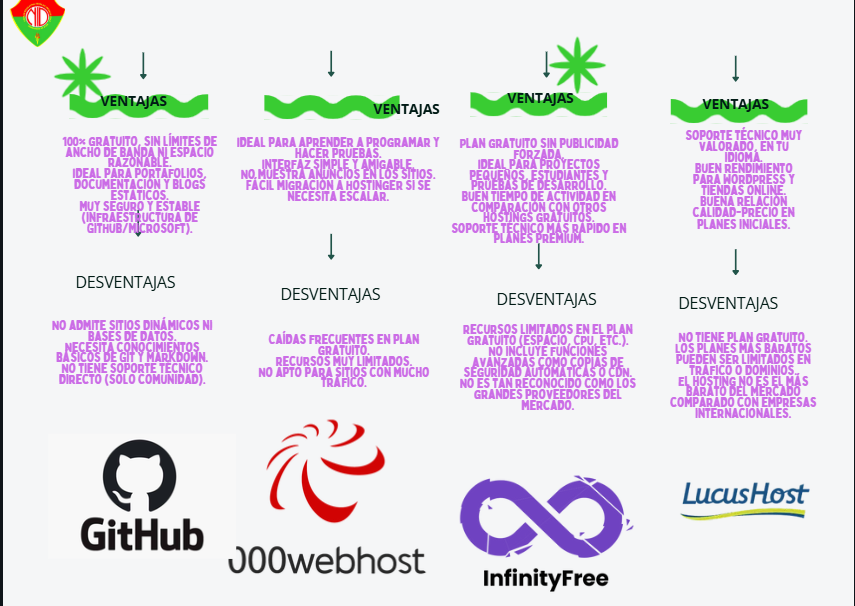 VENTAJAS
100% GRATUITO, SIN LÍMITES DE
ANCHO DE BANDA NI ESPACIO
RAZONABLE.
IDEAL PARA PORTAFOLIOS,
DOCUMENTACIÓN Y BLOGS
ESTÁTICOS.
MUY SEGURO Y ESTABLE
(INFRAESTRUCTURA DE
GITHUB/MICROSOFT).
DESVENTAJAS
NO ADMITE SITIOS DINÁMICOS NI
BASES DE DATOS.
NECESITA CONOCIMIENTOS
BÁSICOS DE GIT Y MARKDOWN.
NO TIENE SOPORTE TÉCNICO
DIRECTO (SOLO COMUNIDAD).
GitHub
VENTAJAS
IDEAL PARA APRENDER A PROGRAMAR Y
HACER PRUEBAS.
INTERFAZ SIMPLE Y AMIGABLE.
NO MUESTRA ANUNCIOS EN LOS SITIOS.
FÁCIL MIGRACIÓN A HOSTINGER SI SE
NECESITA ESCALAR.
DESVENTAJAS
CAÍDAS FRECUENTES EN PLAN
GRATUITO.
RECURSOS MUY LIMITADOS.
NO APTO PARA SITIOS CON MUCHO
TRÁFICO.
000webhost
VENTAJAS
PLAN GRATUITO SIN PUBLICIDAD
FORZADA.
IDEAL PARA PROYECTOS
PEQUEÑOS, ESTUDIANTES Y
PRUEBAS DE DESARROLLO.
BUEN TIEMPO DE ACTIVIDAD EN
COMPARACIÓN CON OTROS
HOSTINGS GRATUITOS.
SOPORTE TÉCNICO MÁS RÁPIDO EN
PLANES PREMIUM.
DESVENTAJAS
RECURSOS LIMITADOS EN EL PLAN
GRATUITO (ESPACIO, CPU, ETC.).
NO INCLUYE FUNCIONES
AVANZADAS COMO COPIAS DE
SEGURIDAD AUTOMÁTICAS O CDN.
NO ES TAN RECONOCIDO COMO LOS
GRANDES PROVEEDORES DEL
MERCADO.
InfinityFree
VENTAJAS
SOPORTE TÉCNICO MUY
VALORADO, EN TU
IDIOMA.
BUEN RENDIMIENTO
PARA WORDPRESS Y
TIENDAS ONLINE.
BUENA RELACIÓN
CALIDAD-PRECIO EN
PLANES INICIALES.
DESVENTAJAS
NO TIENE PLAN GRATUITO.
LOS PLANES MÁS BARATOS
PUEDEN SER LIMITADOS EN
TRÁFICO O DOMINIOS.
EL HOSTING NO ES EL MÁS
BARATO DEL MERCADO
COMPARADO CON EMPRESAS
INTERNACIONALES.
LucusHost